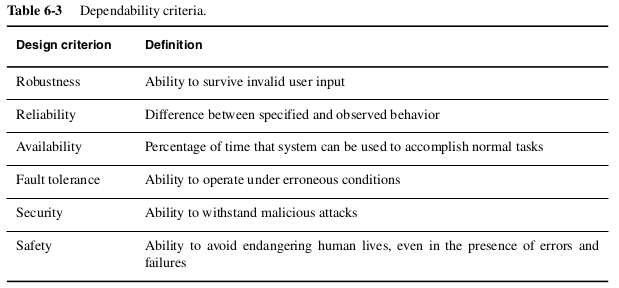 Table 6-3 Dependability criteria.
Design criterion Definition
Robustness Ability to survive invalid user input
Reliability Difference between specified and observed behavior
Availability Percentage of time that system can be used to accomplish normal tasks
Fault tolerance Ability to operate under erroneous conditions
Security Ability to withstand malicious attacks
Safety Ability to avoid endangering human lives, even in the presence of errors and
failures